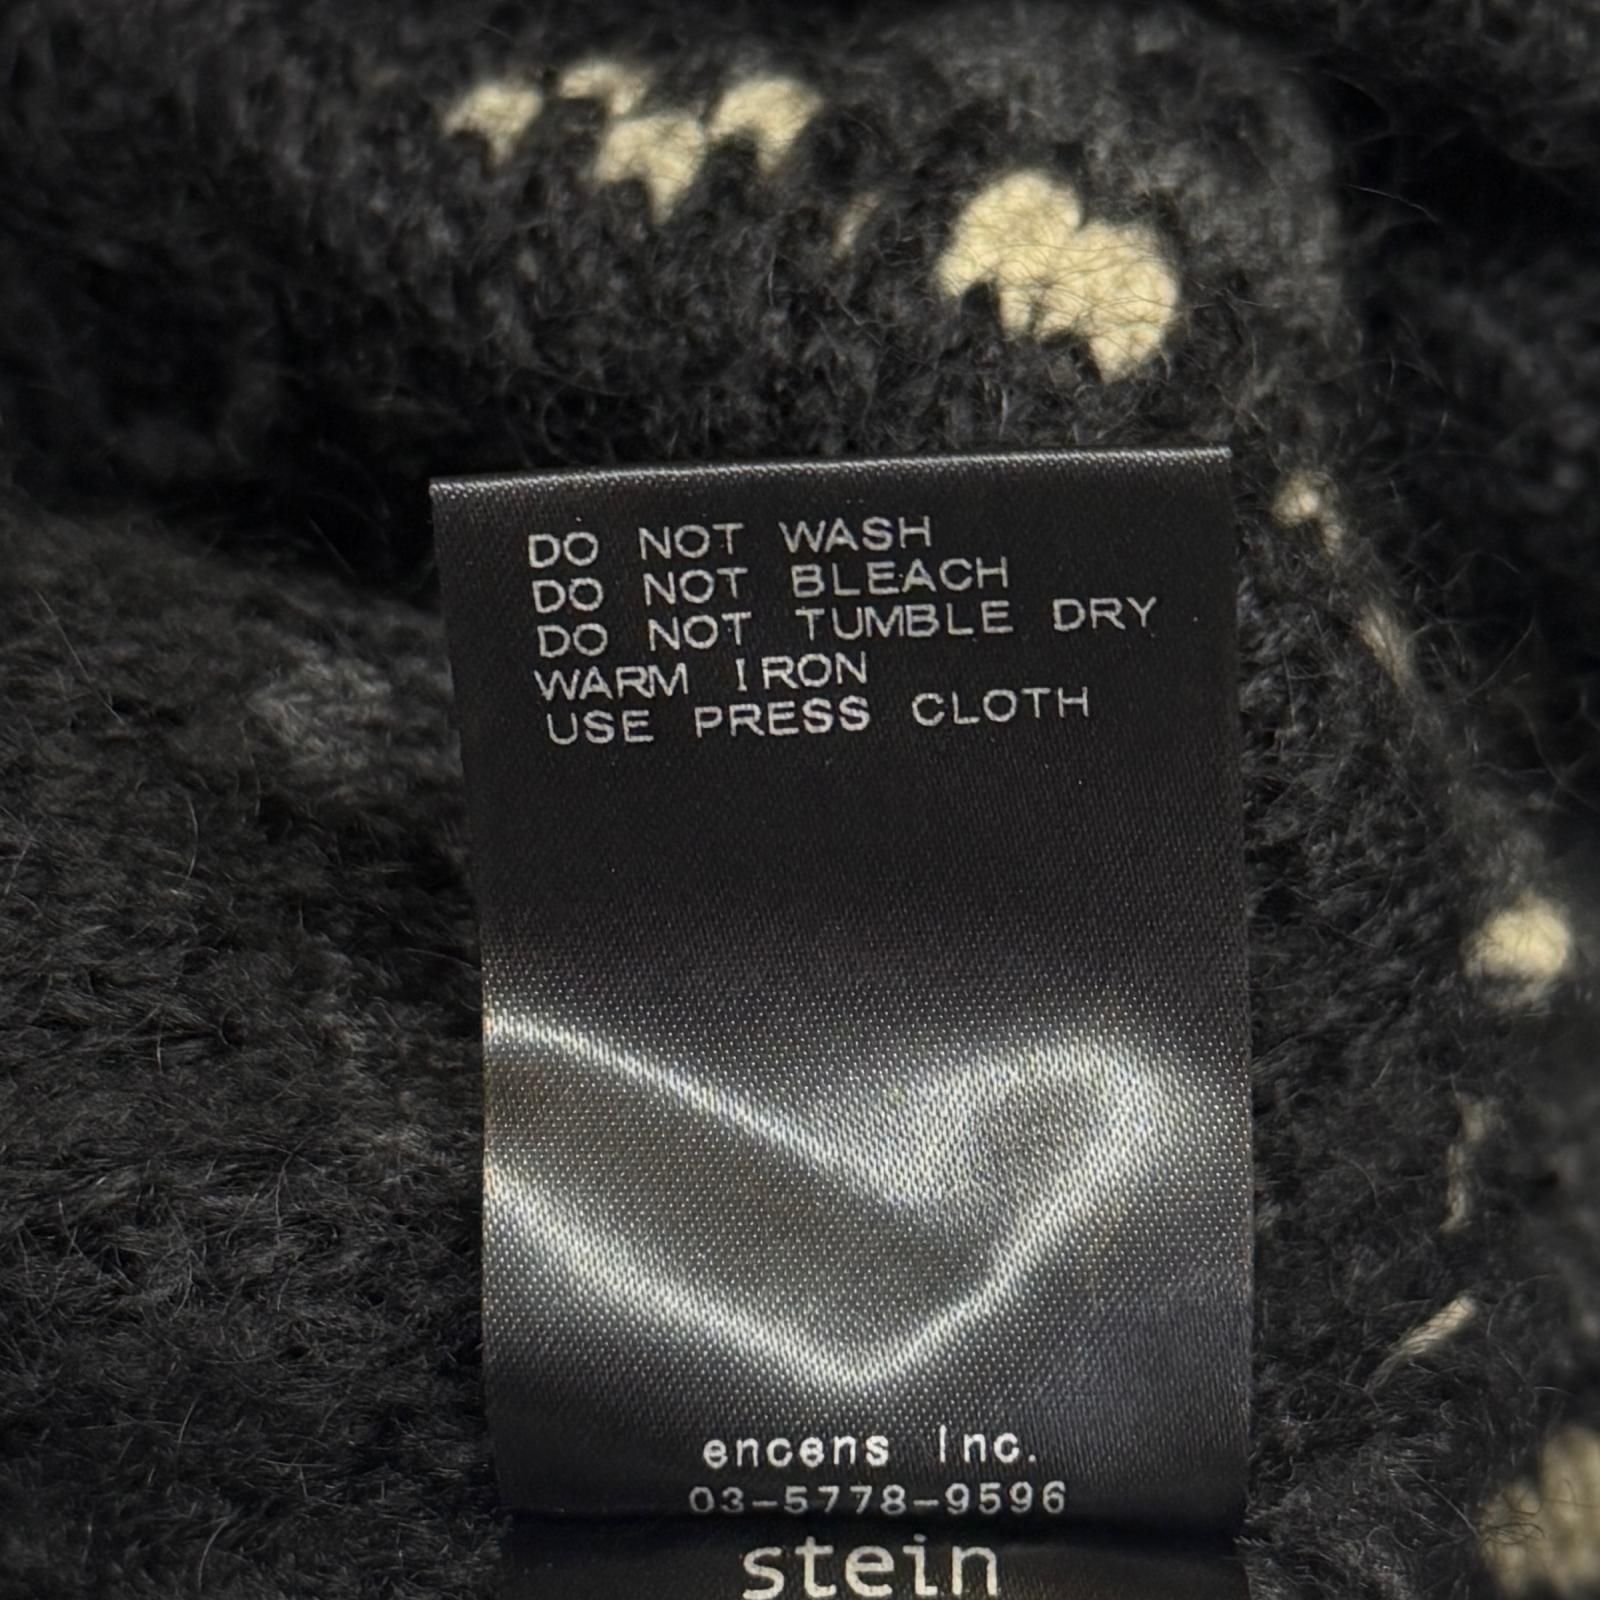 DO NOT WASH
DO NOT BLEACH
DO NOT TUMBLE DRY
WARM IRON
USE PRESS CLOTH
encens Inc.
03-5778-9596
stein